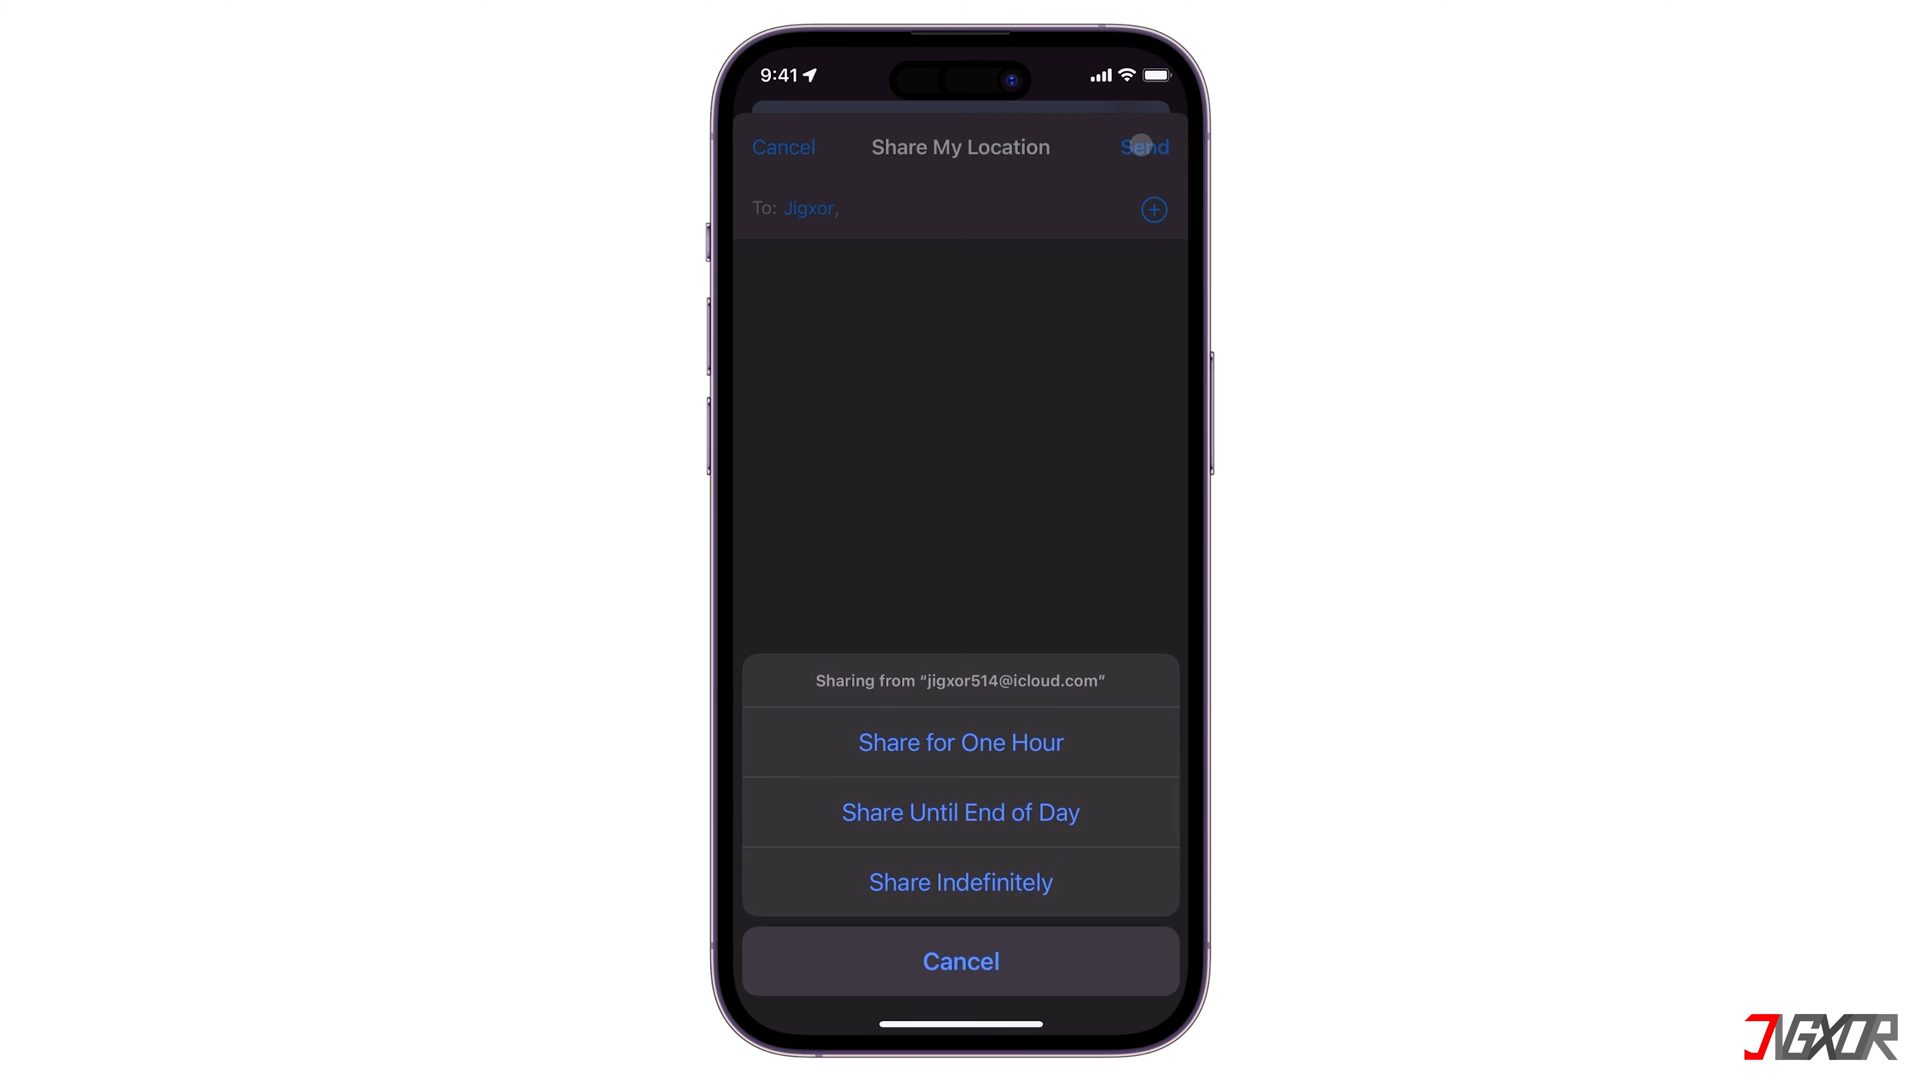 9:41
Cancel Share My Location Send
To: Jigxor,
Sharing from “jigxor514@icloud.com”
Share for One Hour
Share Until End of Day
Share Indefinitely
Cancel
JIGXOR